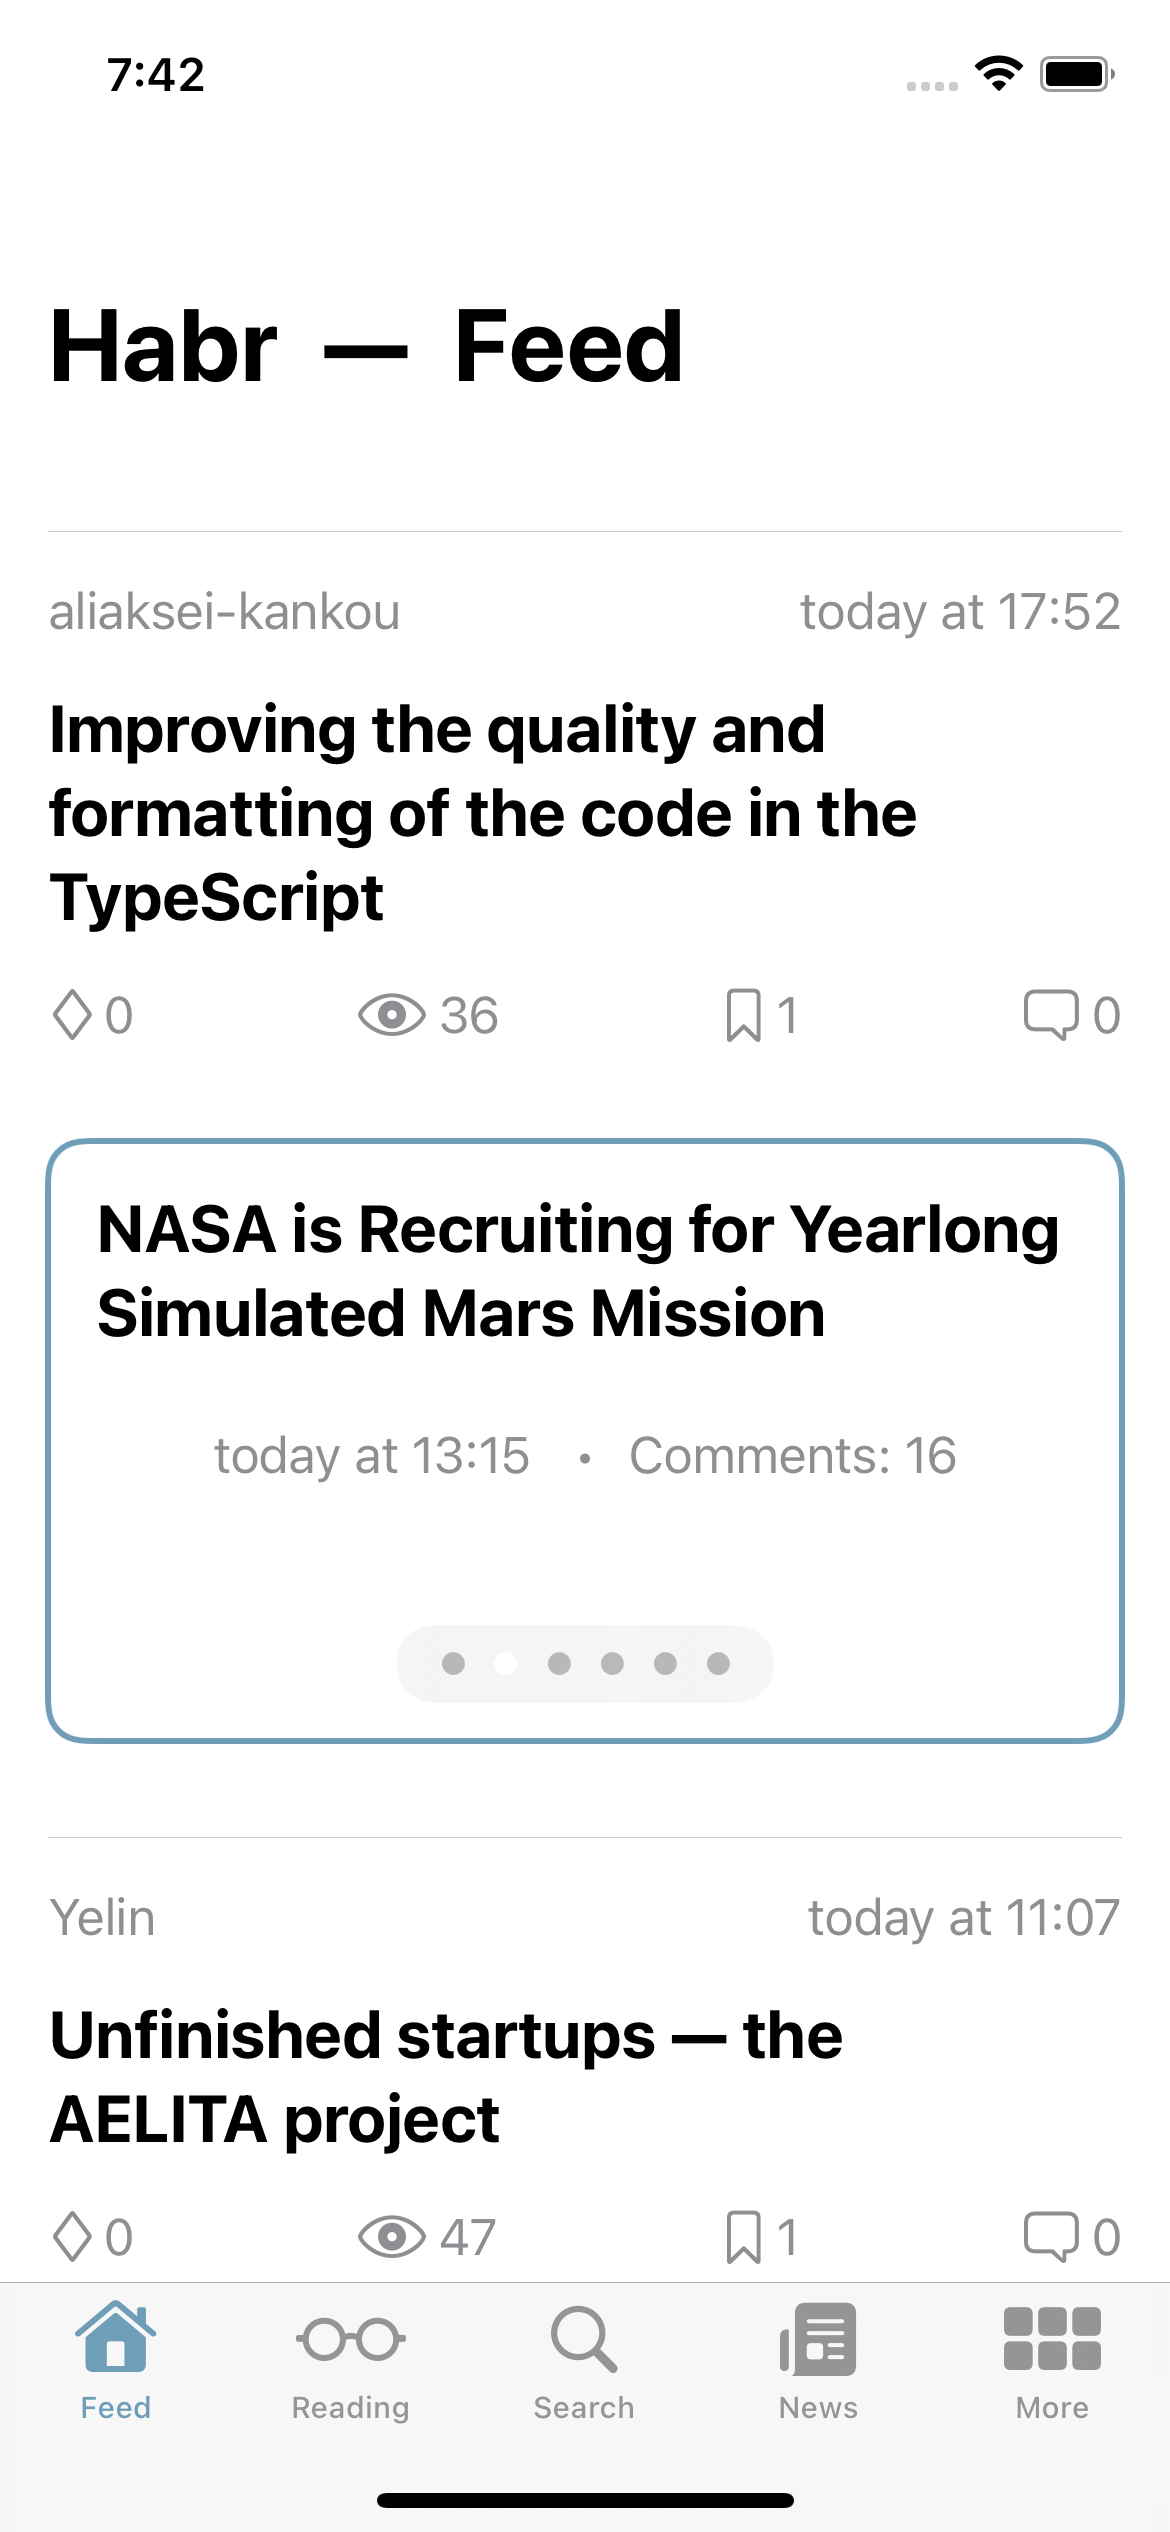 7:42
Habr — Feed
aliaksei-kankou
today at 17:52
Improving the quality and
formatting of the code in the
TypeScript
0
36
1
0
NASA is Recruiting for Yearlong
Simulated Mars Mission
today at 13:15 • Comments: 16
Yelin
today at 11:07
Unfinished startups — the
AELITA project
0
47
1
0
Feed
Reading
Search
News
More